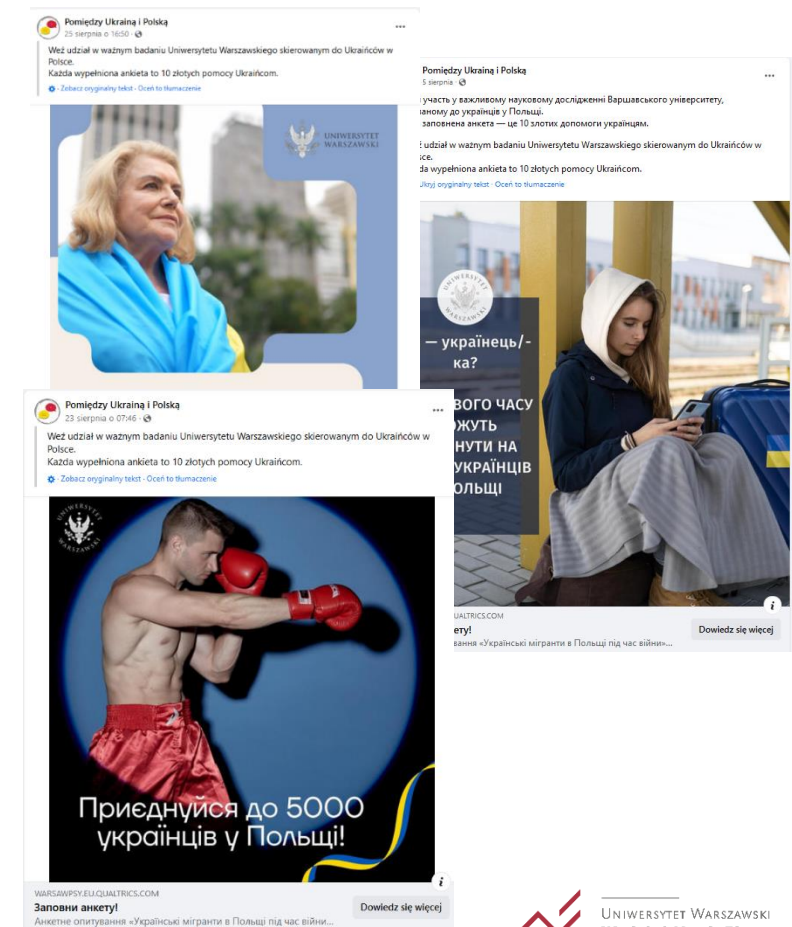 Pomiędzy Ukrainą i Polską
25 sierpnia o 16:50
Weź udział w ważnym badaniu Uniwersytetu Warszawskiego skierowanym do Ukraińców w
Polsce.
Każda wypełniona ankieta to 10 złotych pomocy Ukraińcom.
· Zobacz oryginalny tekst · Oceń to tłumaczenie
UNIWERSYTET
WARSZAWSKI
Pomiędzy Ukrainą i Polską
5 sierpnia
участь у важливому науковому дослідженні Варшавського університету,
аному до українців у Польщі.
заповнена анкета — це 10 злотих допомоги українцям.
ź udział w ważnym badaniu Uniwersytetu Warszawskiego skierowanym do Ukraińców w
sce.
da wypełniona ankieta to 10 złotych pomocy Ukraińcom.
Ukryj oryginalny tekst · Oceń to tłumaczenie
UNIWERSYTET WARSZAWSKI
— українець/-
ка?
ВОГО ЧАСУ
ОЖУТЬ
НУТИ НА
УКРАЇНЦІВ
ОЛЬЩІ
UALTRICS.COM
ету!
вання «Українські мігранти в Польщі під час війни»...
Dowiedz się więcej
Pomiędzy Ukrainą i Polską
23 sierpnia o 07:46
Weź udział w ważnym badaniu Uniwersytetu Warszawskiego skierowanym do Ukraińców w
Polsce.
Każda wypełniona ankieta to 10 złotych pomocy Ukraińcom.
· Zobacz oryginalny tekst · Oceń to tłumaczenie
UNIWERSYTET WARSZAWSKI
Приєднуйся до 5000
українців у Польщі!
WARSAWPSY.EU.QUALTRICS.COM
Заповни анкету!
Анкетне опитування «Українські мігранти в Польщі під час війни...
Dowiedz się więcej
UNIWERSYTET WARSZAWSKI